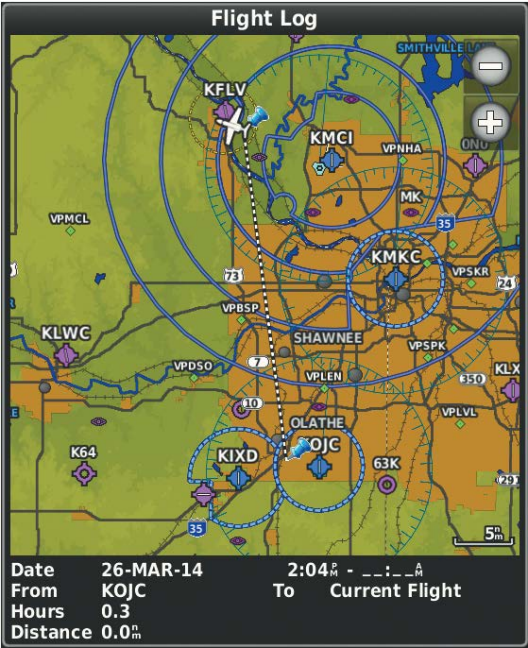 Flight Log
SMITHVILLE LA
KFLV
KMCI
VPNHA
MK
35
VPMCL
KMKC
VPSKR
73
24
VPBSP
SHAWNEE
KLWC
VPSPK
7
VPDSO
VPLEN
350
KLX
10
VPLVL
OLATHE
OJC
K64
KIXD
63K
29
35
5nm
Date 26-MAR-14 2:04PM - __:__AM
From KOJC To Current Flight
Hours 0.3
Distance 0.0nm